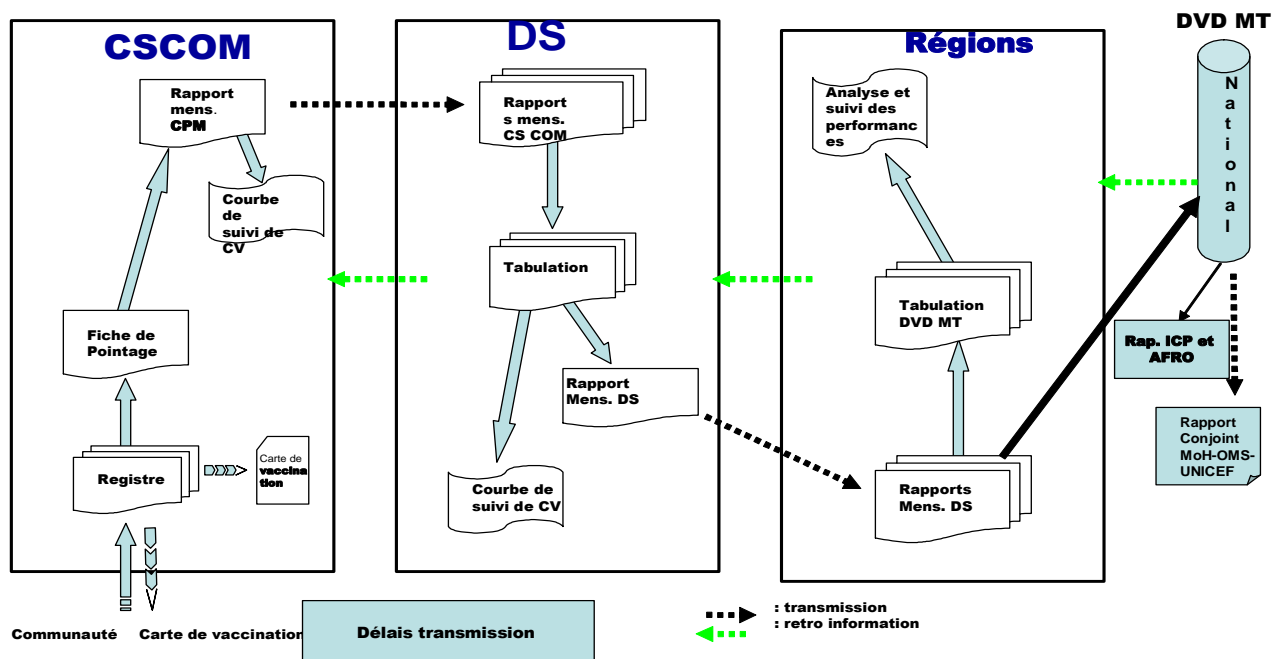 CSCOM
Rapport
mens.
CPM
Courbe
de
suivi de
CV
Fiche de
Pointage
Registre
Carte de
vaccina
tion
Communauté
Carte de vaccination
DS
Rapport
s mens.
CS COM
Tabulation
Rapport
Mens. DS
Courbe de
suivi de CV
Délais transmission
Régions
Analyse et
suivi des
performanc
es
Tabulation
DVD MT
Rapports
Mens. DS
: transmission
: retro information
DVD MT
National
Rap. ICP et
AFRO
Rapport
Conjoint
MoH-OMS-
UNICEF